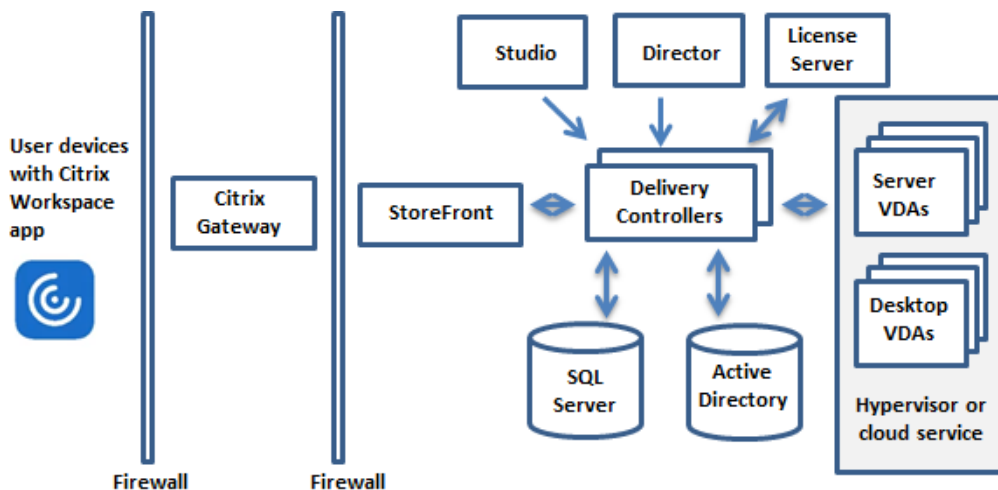 Studio
Director
License
Server
User devices
with Citrix
Workspace
app
Citrix
Gateway
StoreFront
Delivery
Controllers
Server
VDAs
Desktop
VDAs
SQL
Server
Active
Directory
Hypervisor or
cloud service
Firewall
Firewall